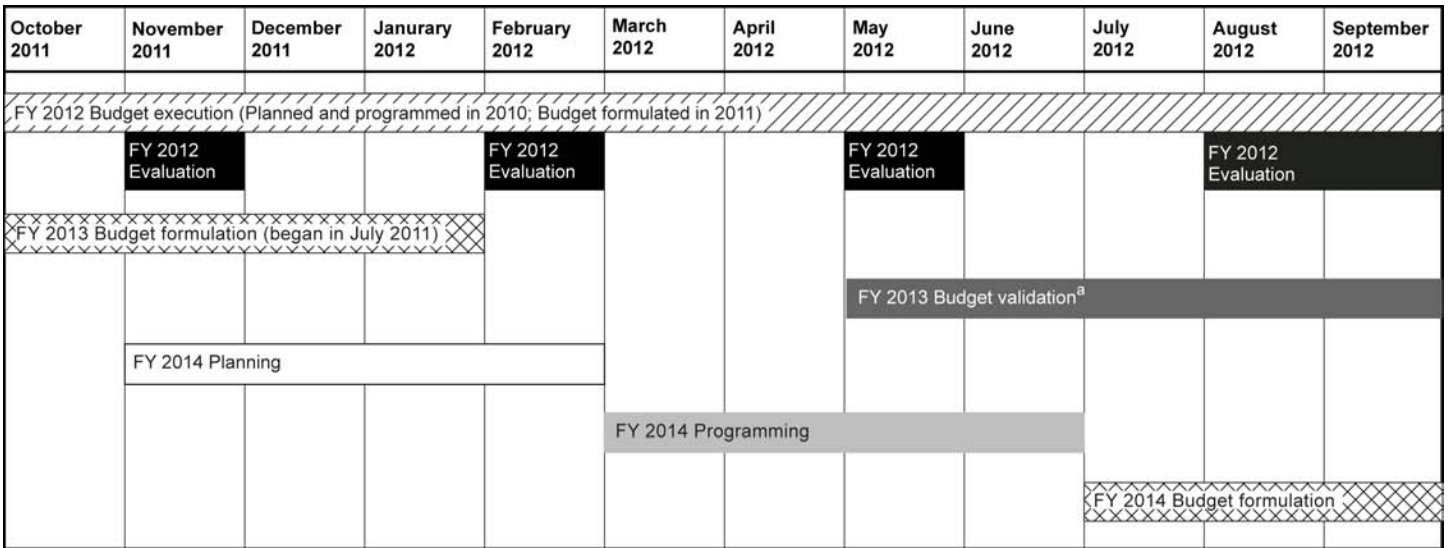 October 2011
November 2011
December 2011
Janurary 2012
February 2012
March 2012
April 2012
May 2012
June 2012
July 2012
August 2012
September 2012
FY 2012 Budget execution (Planned and programmed in 2010; Budget formulated in 2011)
FY 2012
Evaluation
FY 2012
Evaluation
FY 2012
Evaluation
FY 2012
Evaluation
FY 2013 Budget formulation (began in July 2011)
FY 2013 Budget validationᵃ
FY 2014 Planning
FY 2014 Programming
FY 2014 Budget formulation